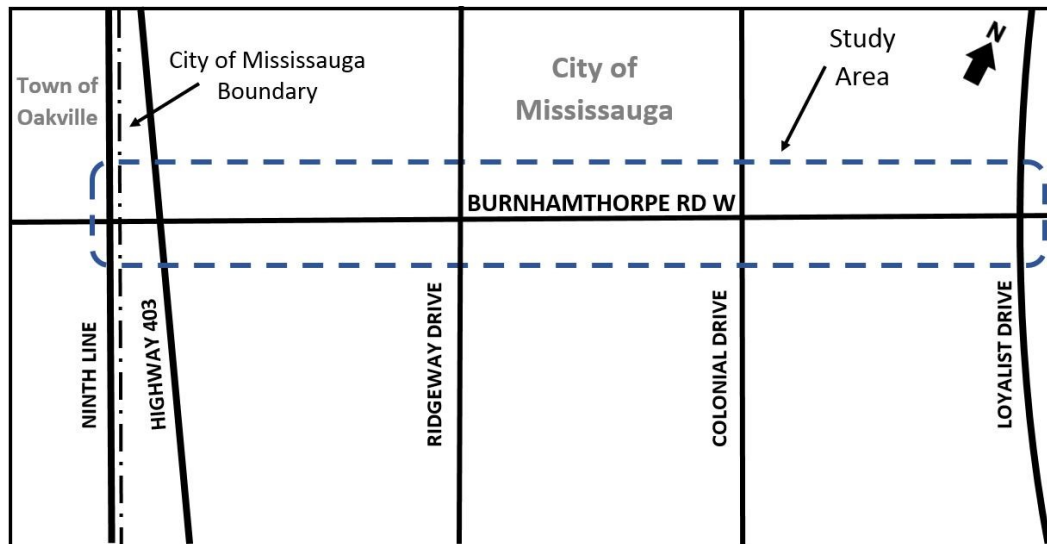 Town of
Oakville
City of Mississauga
Boundary
City of
Mississauga
Study
Area
N
BURNHAMTHORPE RD W
NINTH LINE
HIGHWAY 403
RIDGEWAY DRIVE
COLONIAL DRIVE
LOYALIST DRIVE